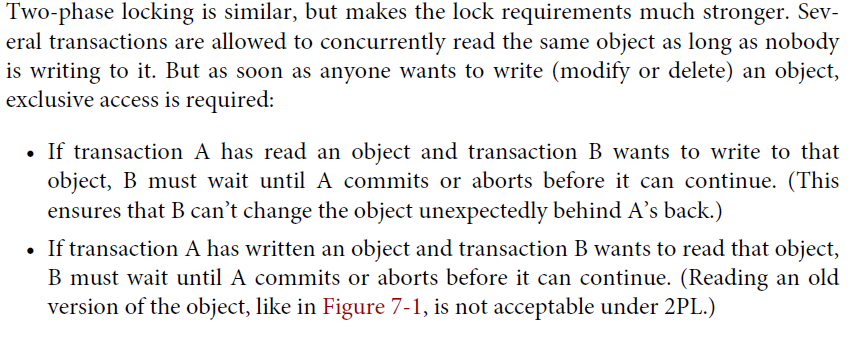 Two-phase locking is similar, but makes the lock requirements much stronger. Sev-
eral transactions are allowed to concurrently read the same object as long as nobody
is writing to it. But as soon as anyone wants to write (modify or delete) an object,
exclusive access is required:
• If transaction A has read an object and transaction B wants to write to that
object, B must wait until A commits or aborts before it can continue. (This
ensures that B can’t change the object unexpectedly behind A’s back.)
• If transaction A has written an object and transaction B wants to read that object,
B must wait until A commits or aborts before it can continue. (Reading an old
version of the object, like in Figure 7-1, is not acceptable under 2PL.)